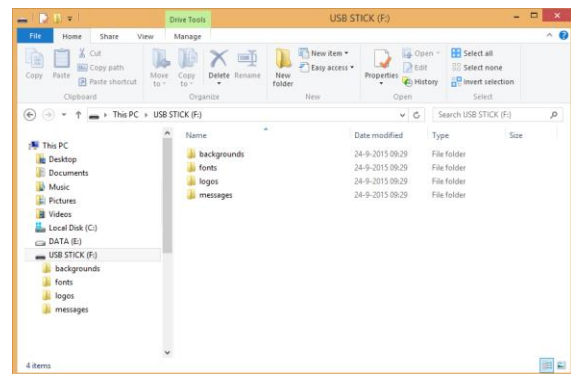 Drive Tools
USB STICK (F:)
File Home Share View Manage
Copy
Paste
Cut
Copy path
Paste shortcut
Clipboard
Move to
Copy to
Delete
Rename
Organize
New folder
New item
Easy access
New
Properties
Open
Edit
History
Open
Select all
Select none
Invert selection
Select
This PC USB STICK (F:)
Search USB STICK (F:)
This PC
Desktop
Documents
Music
Pictures
Videos
Local Disk (C:)
DATA (E:)
USB STICK (F:)
backgrounds
fonts
logos
messages
Name Date modified Type Size
backgrounds 24-9-2015 09:29 File folder
fonts 24-9-2015 09:29 File folder
logos 24-9-2015 09:29 File folder
messages 24-9-2015 09:29 File folder
4 items